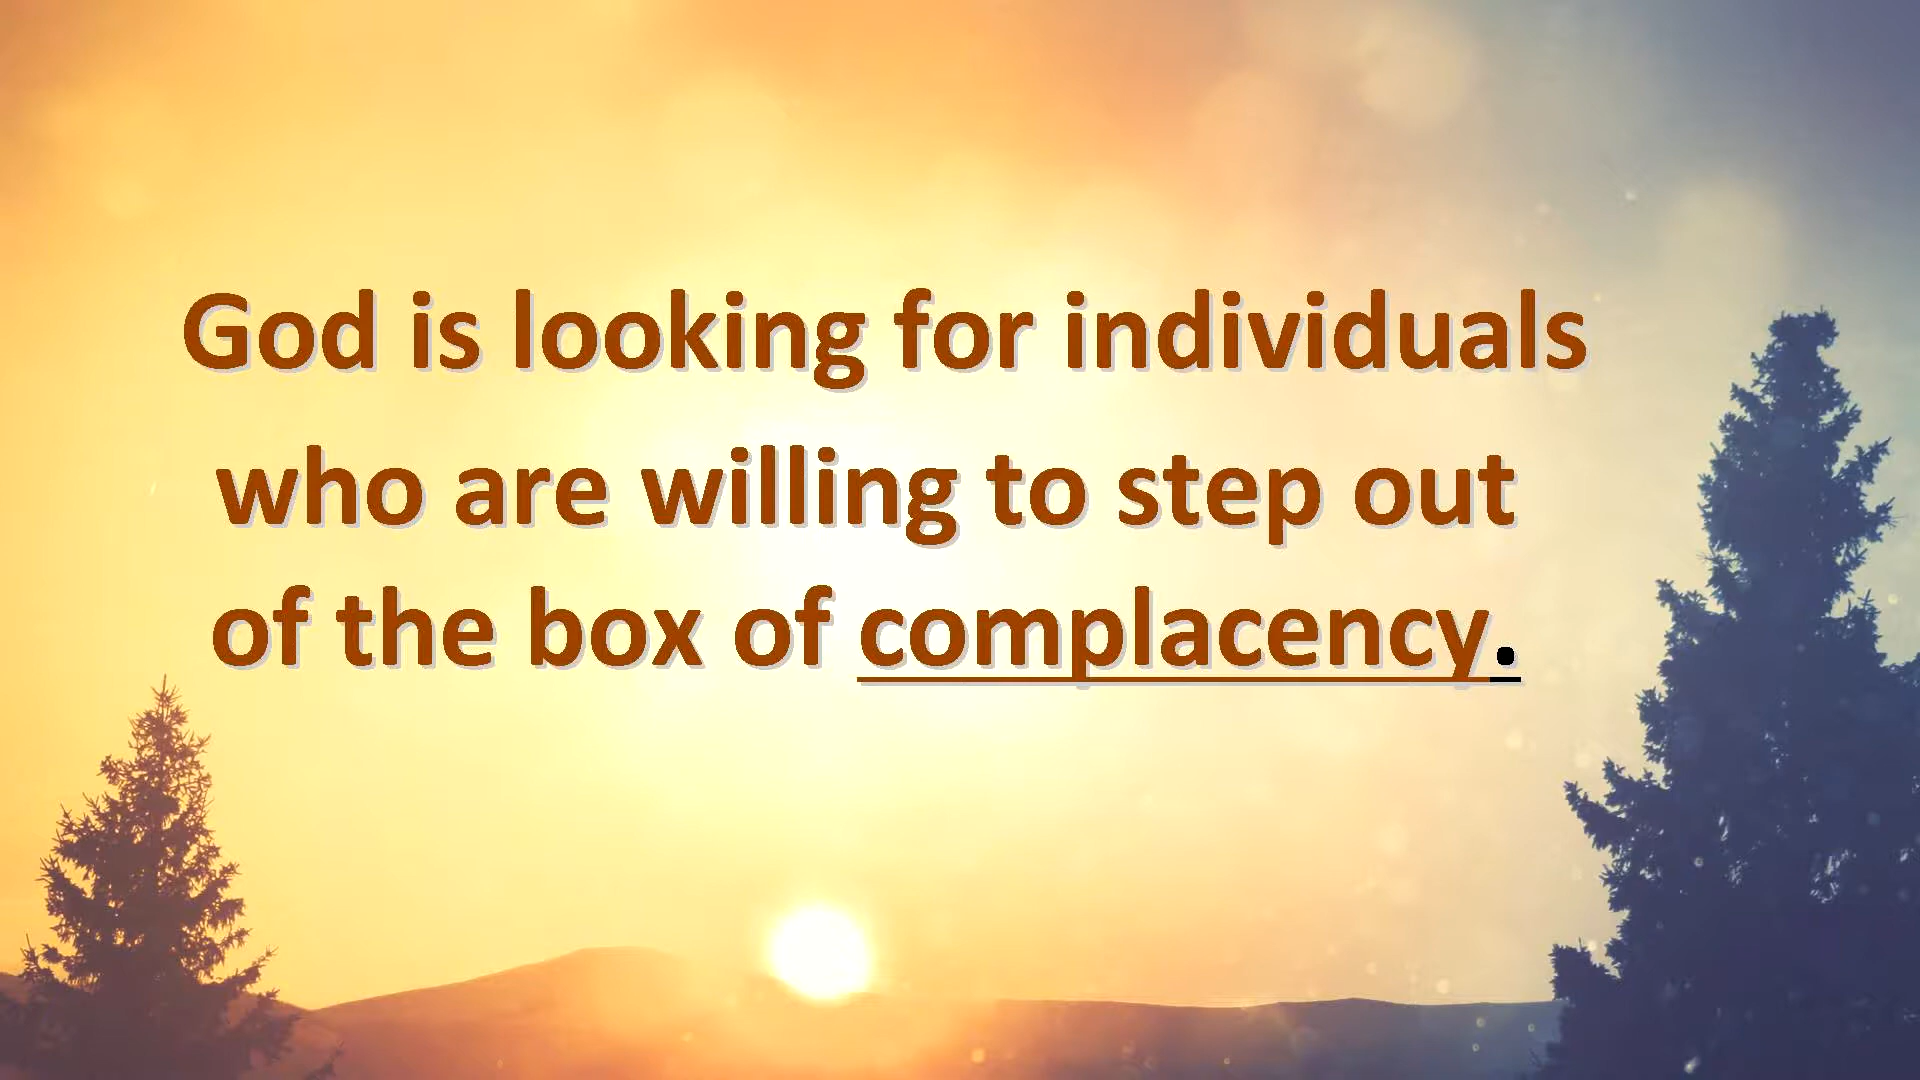 God is looking for individuals
who are willing to step out
of the box of complacency.